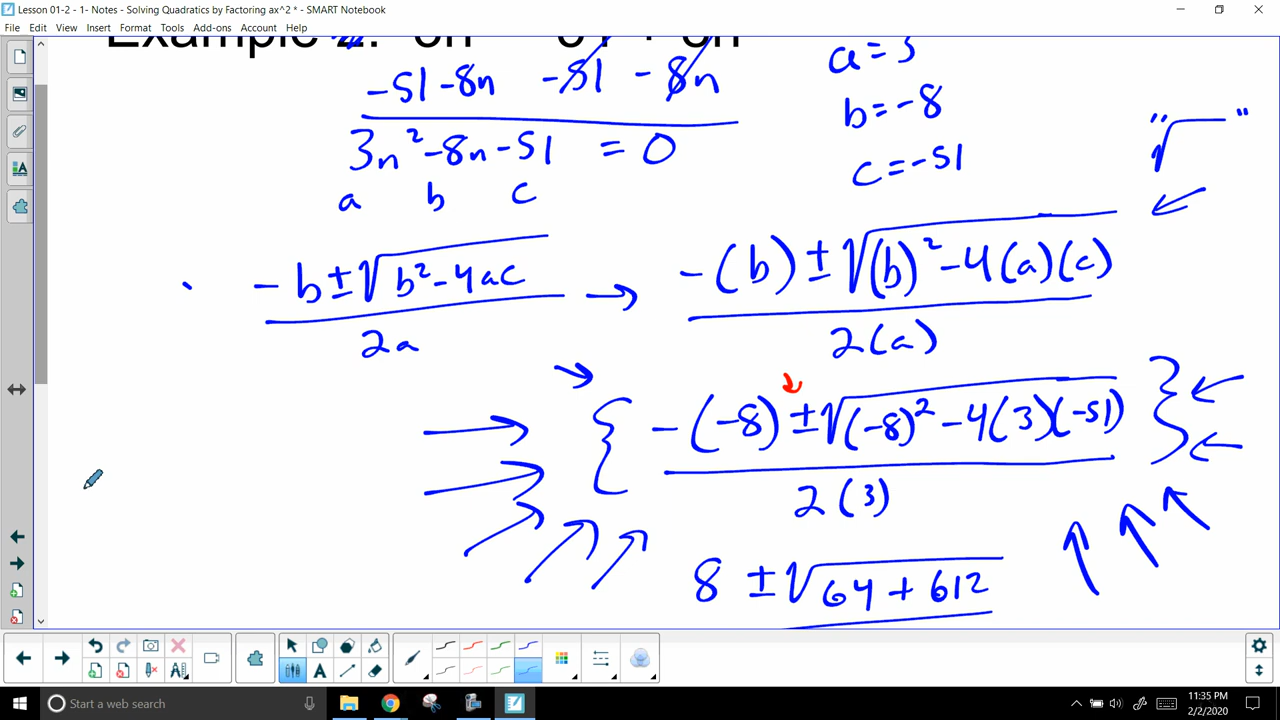 Lesson 01-2 - 1- Notes - Solving Quadratics by Factoring ax^2 * - SMART Notebook
File Edit View Insert Format Tools Add-ons Account Help
Example 2:
-51 -8n -51 - 8n
3n² -8n -51 = 0
a b c
a = 3
b = -8
c = -51
"√"
-b ± √b² - 4ac
2a
→ -(b) ± √(b)² - 4(a)(c)
2(a)
{ -(-8) ± √(-8)² - 4(3)(-51) }
2(3)
8 ± √64 + 612
Start a web search
11:35 PM
2/2/2020